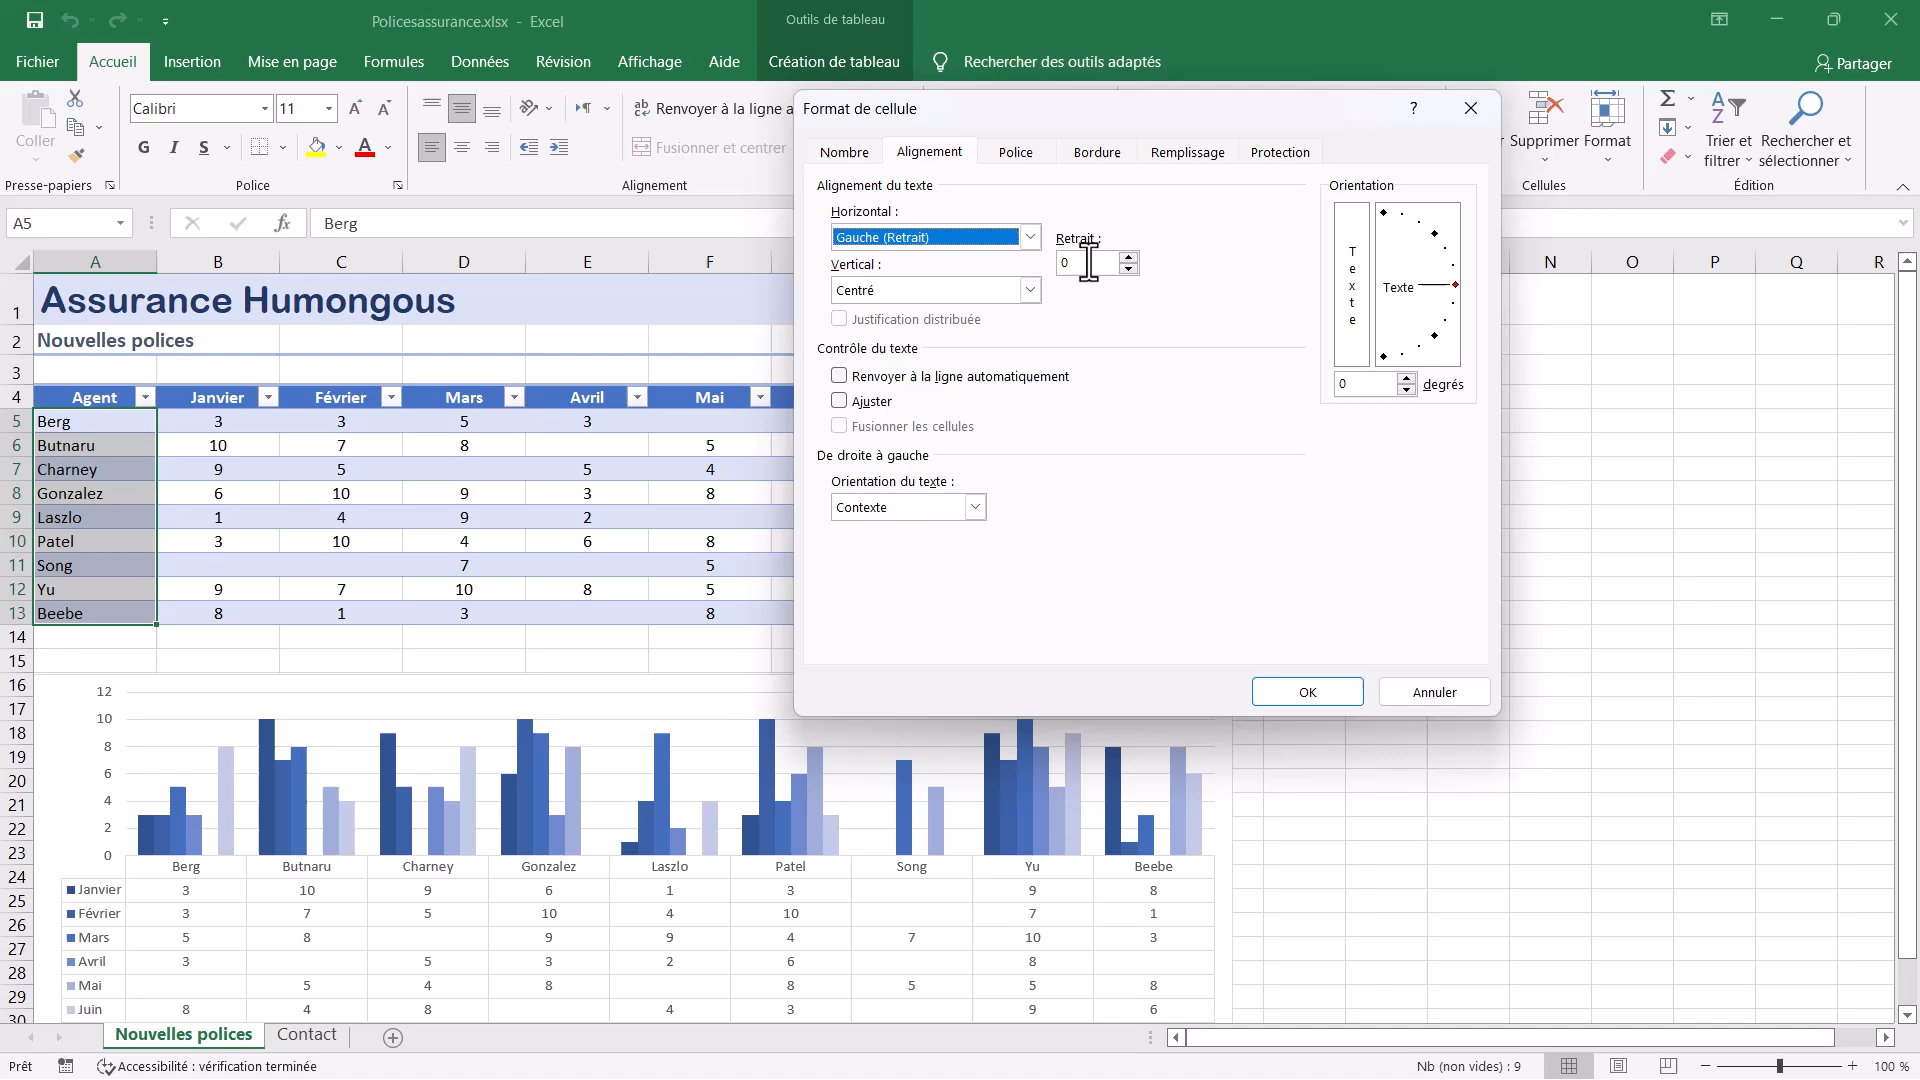 Policesassurance.xlsx - Excel
Outils de tableau
Fichier Accueil Insertion Mise en page Formules Données Révision Affichage Aide Création de tableau Rechercher des outils adaptés Partager
Coller
Calibri 11
Renvoyer à la ligne a
G I S
Fusionner et centrer
Supprimer Format
Trier et filtrer
Rechercher et sélectionner
Presse-papiers Police Alignement Cellules Édition
A5 fx Berg
A B C D E F N O P Q R
1 Assurance Humongous
2 Nouvelles polices
3
4 Agent Janvier Février Mars Avril Mai
5 Berg 3 3 5 3
6 Butnaru 10 7 8 5
7 Charney 9 5 5 4
8 Gonzalez 6 10 9 3 8
9 Laszlo 1 4 9 2
10 Patel 3 10 4 6 8
11 Song 7 5
12 Yu 9 7 10 8 5
13 Beebe 8 1 3 8
14
15
16
17
18
19
20
21
22
23
24
25
26
27
28
29
30
Format de cellule ?
Nombre Alignement Police Bordure Remplissage Protection
Alignement du texte
Horizontal :
Gauche (Retrait)
Retrait :
0
Vertical :
Centré
Justification distribuée
Contrôle du texte
Renvoyer à la ligne automatiquement
Ajuster
Fusionner les cellules
De droite à gauche
Orientation du texte :
Contexte
Orientation
Texte
Texte
0 degrés
OK Annuler
12
10
8
6
4
2
0
Berg Butnaru Charney Gonzalez Laszlo Patel Song Yu Beebe
Janvier 3 10 9 6 1 3 9 8
Février 3 7 5 10 4 10 7 1
Mars 5 8 9 9 4 7 10 3
Avril 3 5 3 2 6 8
Mai 5 4 8 8 5 5 8
Juin 8 4 8 4 3 9 6
Nouvelles polices Contact
Prêt Accessibilité : vérification terminée Nb (non vides) : 9 100 %